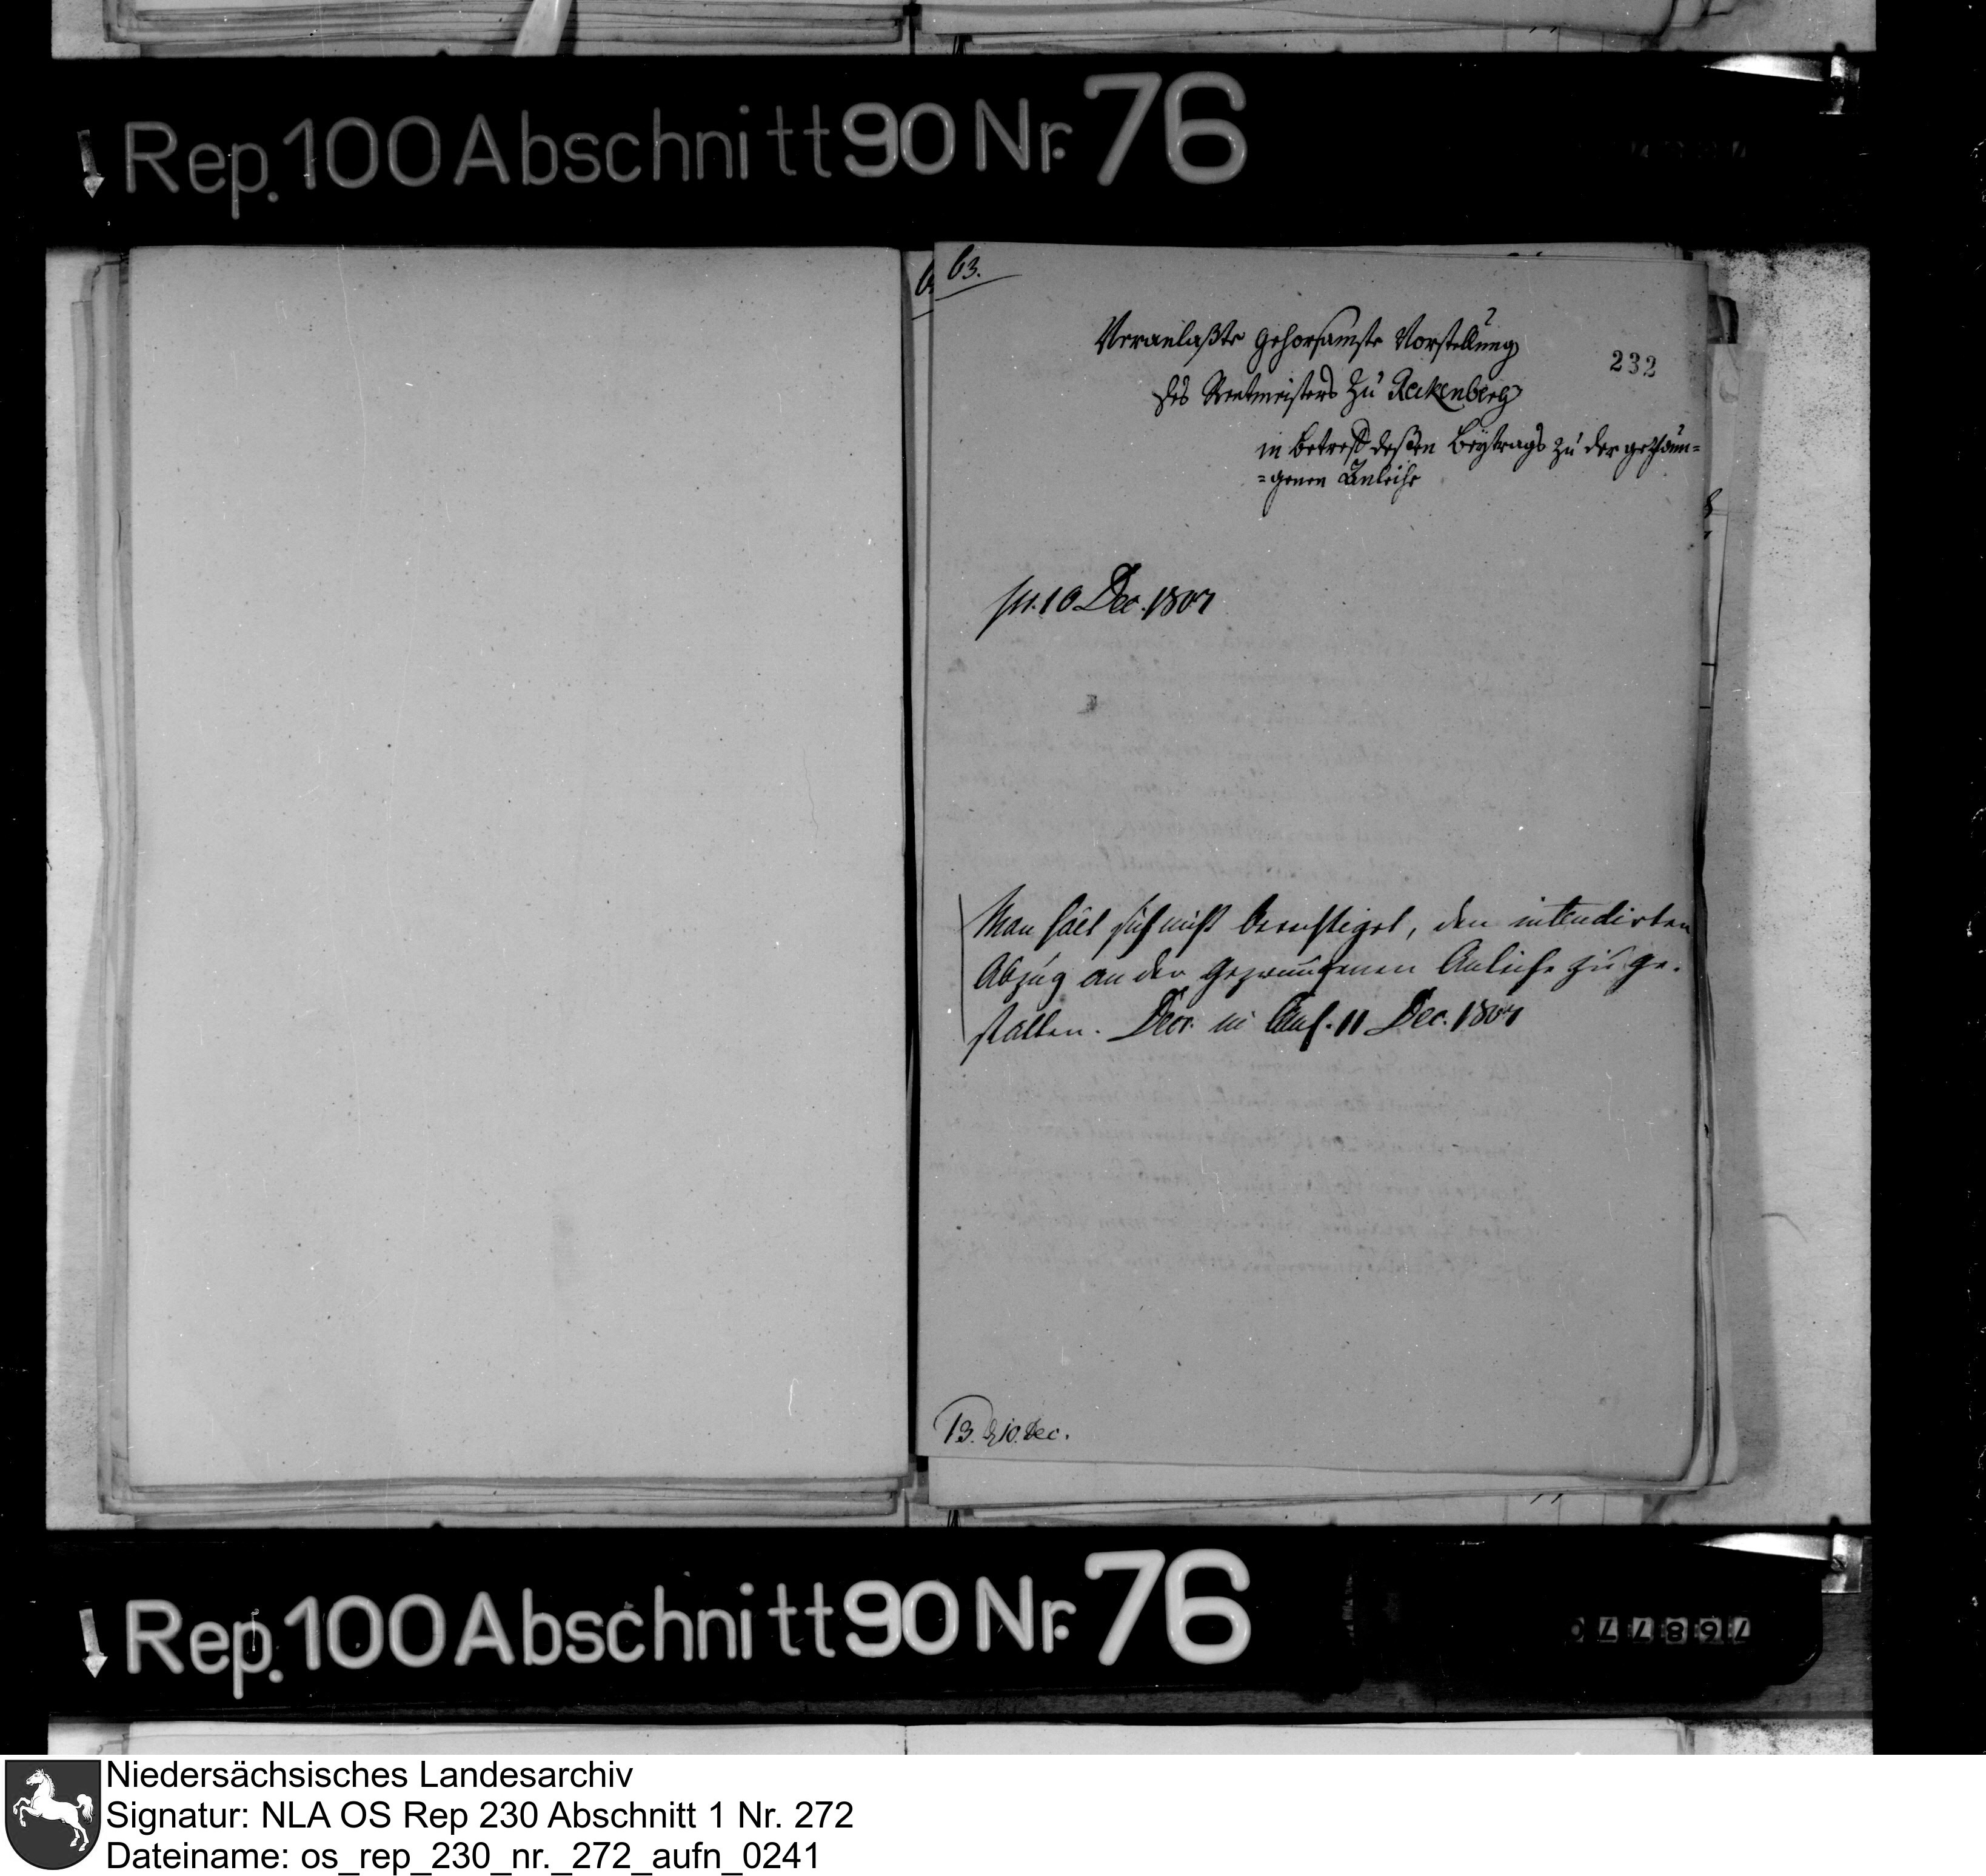 Rep. 100 Abschnitt 90 Nr. 76
63.
Veranlaßte gehorsamste Vorstellung
232
des Rentmeisters zu Reckenberg
in betreff deßen Beytrags zu der gezwun=
=genen Anleihe
pr. 10 Dec. 1807
Man hält sich nicht berechtiget, den intendirten
Abzug an der gezwungenen Anleihe zu ge-
statten. Decr. in Conf. 11 Dec. 1807
10. Dec.
Rep. 100 Abschnitt 90 Nr. 76
Niedersächsisches Landesarchiv
Signatur: NLA OS Rep 230 Abschnitt 1 Nr. 272
Dateiname: os_rep_230_nr._272_aufn_0241